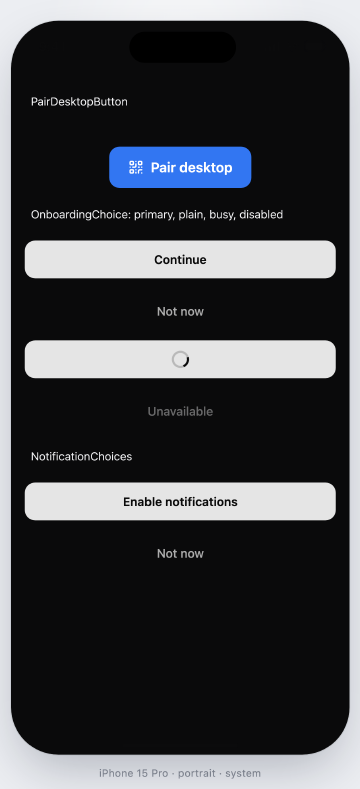 PairDesktopButton
Pair desktop
OnboardingChoice: primary, plain, busy, disabled
Continue
Not now
Unavailable
NotificationChoices
Enable notifications
Not now
iPhone 15 Pro · portrait · system